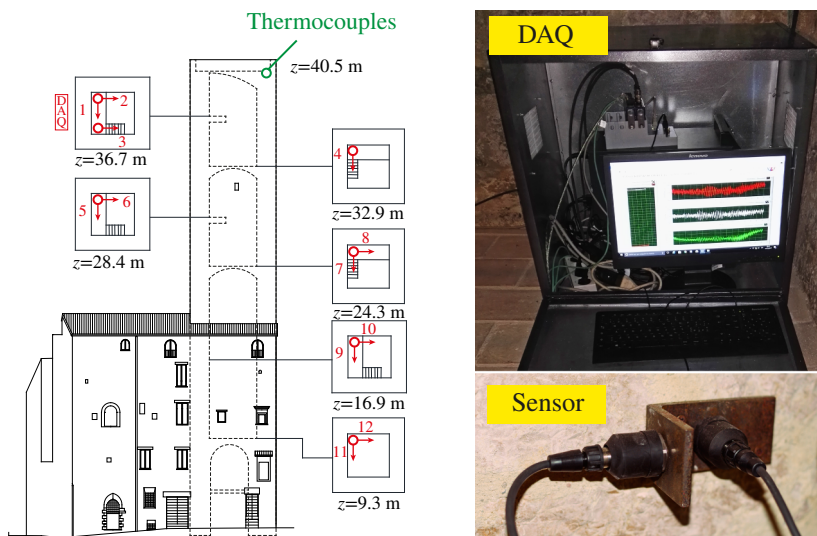 Thermocouples
z=40.5 m
DAQ
1
2
3
z=36.7 m
4
z=32.9 m
5
6
z=28.4 m
8
7
z=24.3 m
10
9
z=16.9 m
12
11
z=9.3 m
DAQ
Sensor